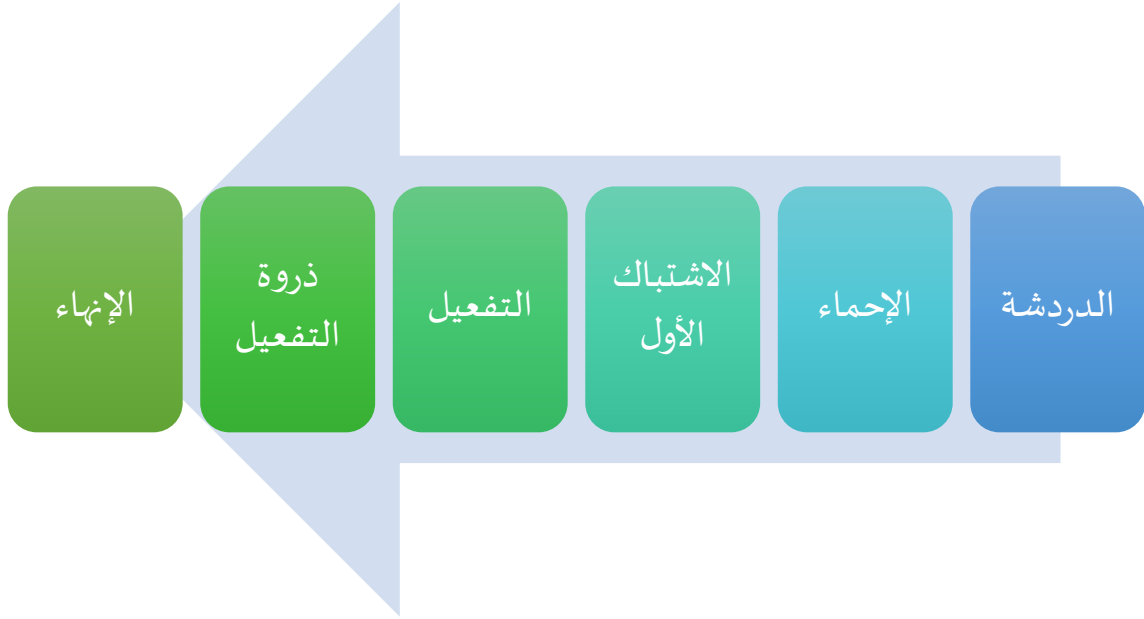 الدردشة
الإحماء
الاشتباك
الأول
التفعيل
ذروة
التفعيل
الإنهاء